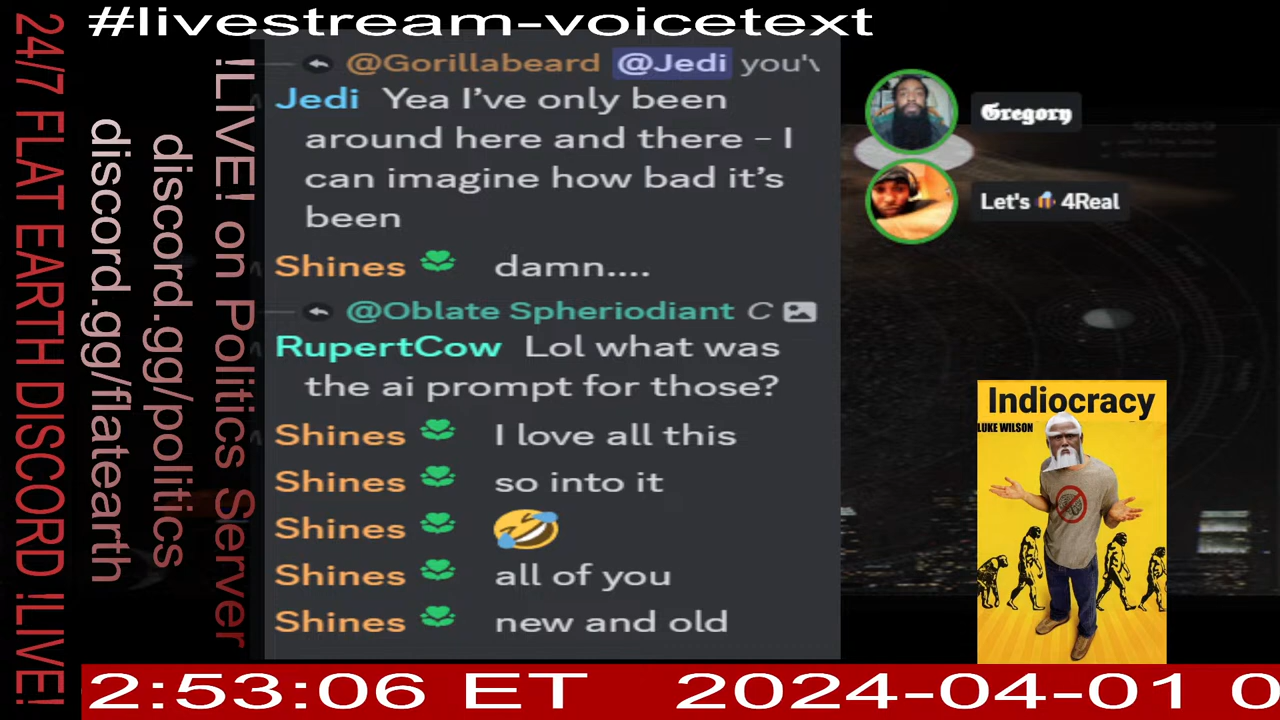 #livestream-voicetext
24/7 FLAT EARTH DISCORD !LIVE!
discord.gg/flatearth
discord.gg/politics
!LIVE! on Politics Server
@Gorillabeard @Jedi you'v
Jedi Yea I've only been
around here and there - I
can imagine how bad it's
been
Shines damn....
@Oblate Spheriodiant C
RupertCow Lol what was
the ai prompt for those?
Shines I love all this
Shines so into it
Shines 🤣
Shines all of you
Shines new and old
Gregory
Let's 4Real
Indiocracy
LUKE WILSON
2:53:06 ET 2024-04-01 0